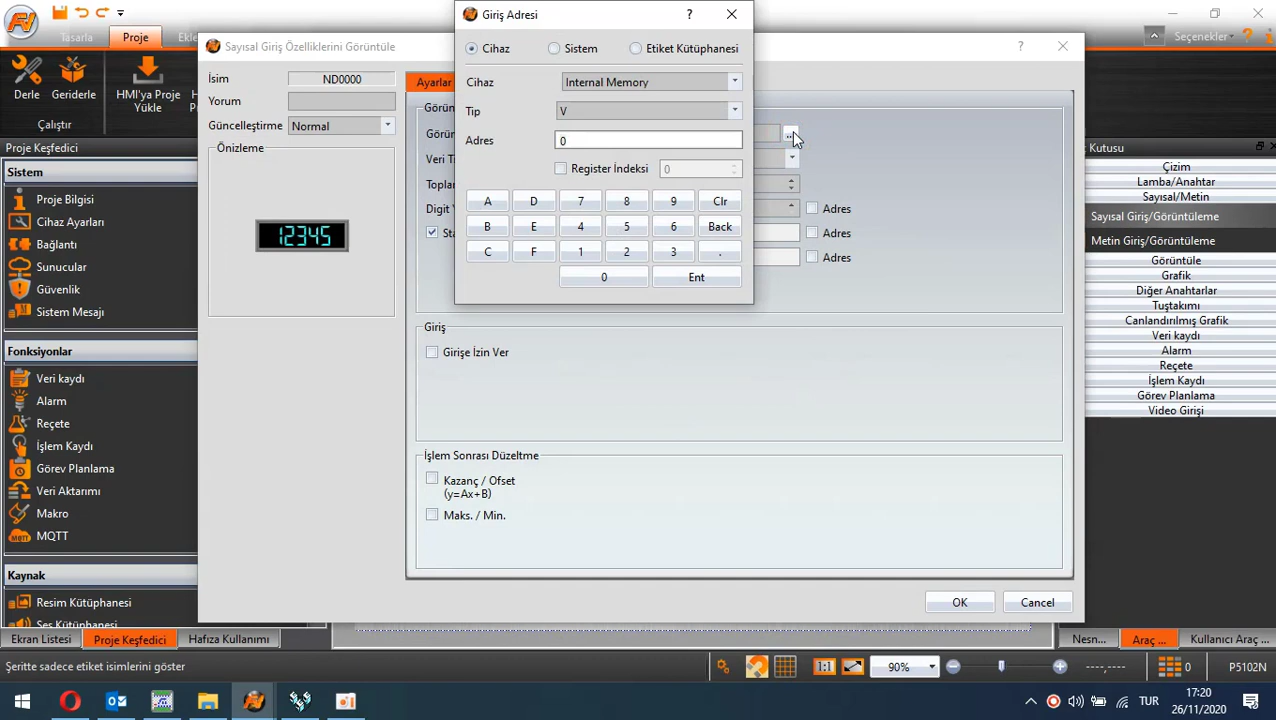 Giriş Adresi
Tasarla
Proje
Ekle
Seçenekler
Derle
Geriderle
HMI'ya Proje
Yükle
Çalıştır
Sayısal Giriş Özelliklerini Görüntüle
İsim
ND0000
Yorum
Güncelleştirme
Normal
Önizleme
12345
Ayarlar
Cihaz
Sistem
Etiket Kütüphanesi
Cihaz
Internal Memory
Tip
V
Adres
0
Register İndeksi
0
A
D
7
8
9
Clr
B
E
4
5
6
Back
C
F
1
2
3
.
0
Ent
Adres
Adres
Adres
Giriş
Girişe İzin Ver
İşlem Sonrası Düzeltme
Kazanç / Ofset
(y=Ax+B)
Maks. / Min.
OK
Cancel
Proje Keşfedici
Sistem
Proje Bilgisi
Cihaz Ayarları
Bağlantı
Sunucular
Güvenlik
Sistem Mesajı
Fonksiyonlar
Veri kaydı
Alarm
Reçete
İşlem Kaydı
Görev Planlama
Veri Aktarımı
Makro
MQTT
Kaynak
Resim Kütüphanesi
Ses Kütüphanesi
Ekran Listesi
Proje Keşfedici
Hafıza Kullanımı
Kutusu
Çizim
Lamba/Anahtar
Sayısal/Metin
Sayısal Giriş/Görüntüleme
Metin Giriş/Görüntüleme
Görüntüle
Grafik
Diğer Anahtarlar
Tuştakımı
Canlandırılmış Grafik
Veri kaydı
Alarm
Reçete
İşlem Kaydı
Görev Planlama
Video Girişi
Nesn...
Araç ...
Kullanıcı Araç ...
Şeritte sadece etiket isimlerini göster
1:1
90%
----,----
0
P5102N
TUR
17:20
26/11/2020